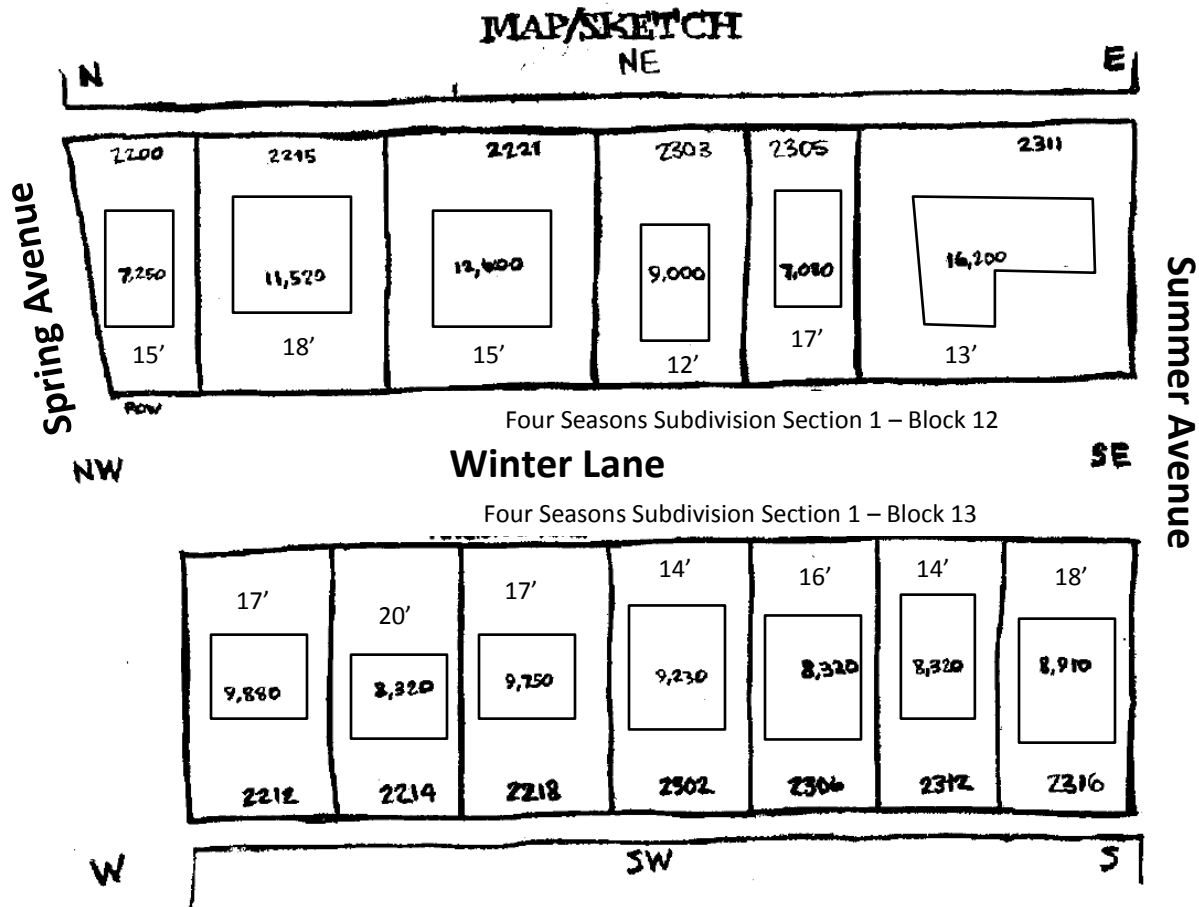 MAP/SKETCH
N NE E
2200 2215 2221 2303 2305 2311
7,250 11,520 12,600 9,000 7,080 16,200
15’ 18’ 15’ 12’ 17’ 13’
Spring Avenue
Summer Avenue
ROW
Four Seasons Subdivision Section 1 – Block 12
NW Winter Lane SE
Four Seasons Subdivision Section 1 – Block 13
17’ 20’ 17’ 14’ 16’ 14’ 18’
9,880 8,320 9,750 9,230 8,320 8,320 8,910
2212 2214 2218 2302 2306 2312 2316
W SW S